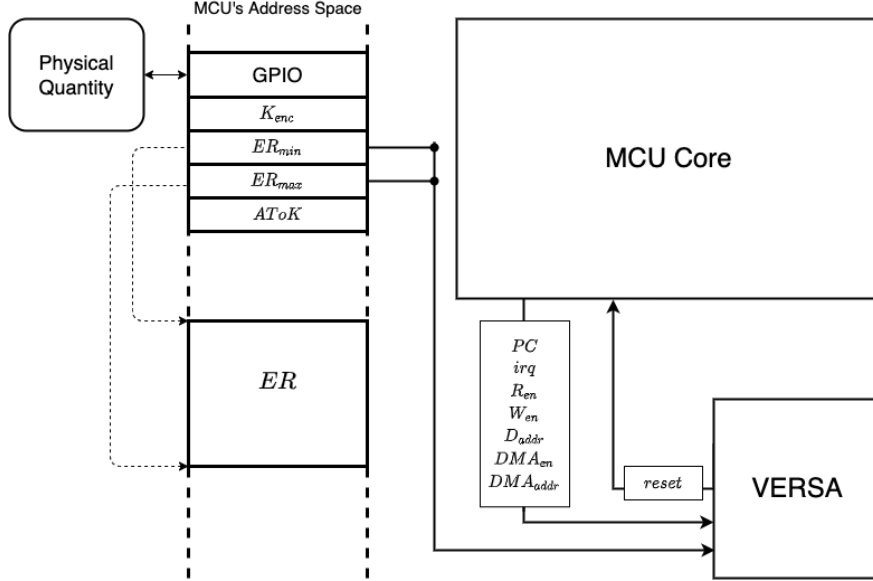 MCU's Address Space
Physical
Quantity
GPIO
K_enc
ER_min
ER_max
AToK
ER
MCU Core
PC
irq
R_en
W_en
D_addr
DMA_en
DMA_addr
reset
VERSA